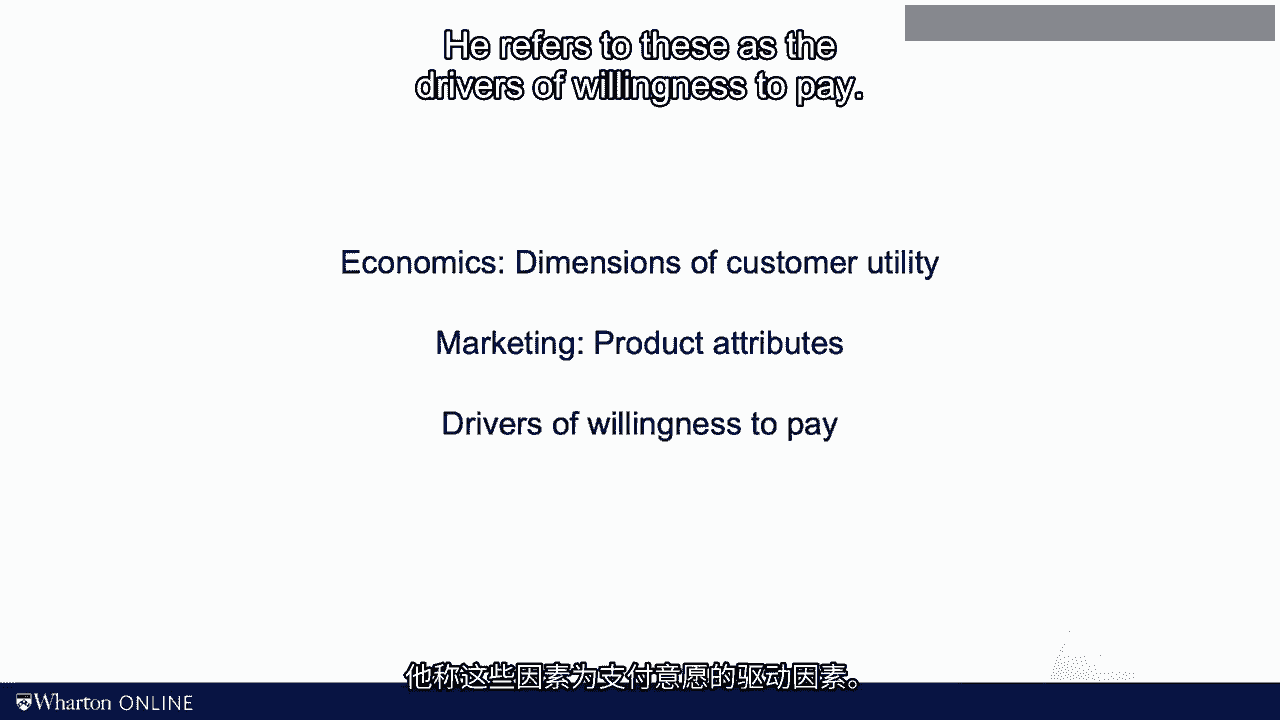 He refers to these as the
drivers of willingness to pay.
Economics: Dimensions of customer utility
Marketing: Product attributes
Drivers of willingness to pay
他称这些因素为支付意愿的驱动因素。
Wharton ONLINE